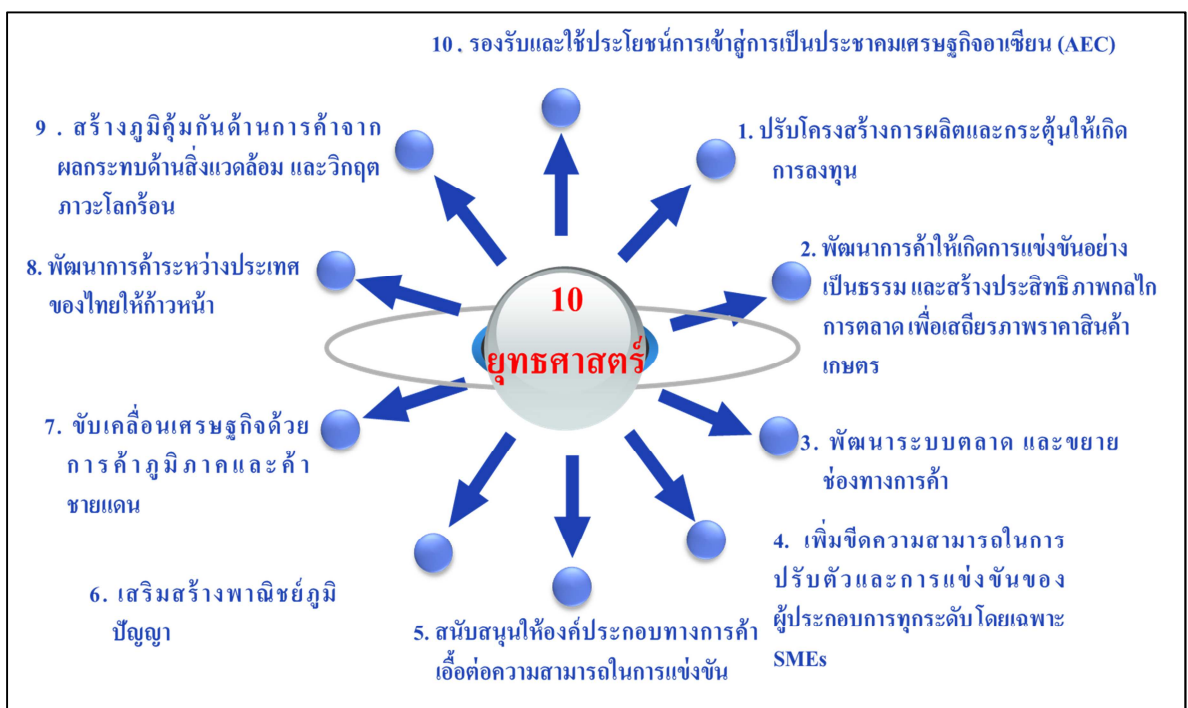 10 . รองรับและใช้ประโยชน์การเข้าสู่การเป็นประชาคมเศรษฐกิจอาเซียน (AEC)
1. ปรับโครงสร้างการผลิตและกระตุ้นให้เกิด
การลงทุน
2. พัฒนาการค้าให้เกิดการแข่งขันอย่าง
เป็นธรรม และสร้างประสิทธิภาพกลไก
การตลาด เพื่อเสถียรภาพราคาสินค้า
เกษตร
3. พัฒนาระบบตลาด และขยาย
ช่องทางการค้า
4. เพิ่มขีดความสามารถในการ
ปรับตัวและการแข่งขันของ
ผู้ประกอบการทุกระดับ โดยเฉพาะ
SMEs
5. สนับสนุนให้องค์ประกอบทางการค้า
เอื้อต่อความสามารถในการแข่งขัน
6. เสริมสร้างพาณิชย์ภูมิ
ปัญญา
7. ขับเคลื่อนเศรษฐกิจด้วย
การค้าภูมิภาคและค้า
ชายแดน
8. พัฒนาการค้าระหว่างประเทศ
ของไทยให้ก้าวหน้า
9 . สร้างภูมิคุ้มกันด้านการค้าจาก
ผลกระทบด้านสิ่งแวดล้อม และวิกฤต
ภาวะโลกร้อน
10
ยุทธศาสตร์